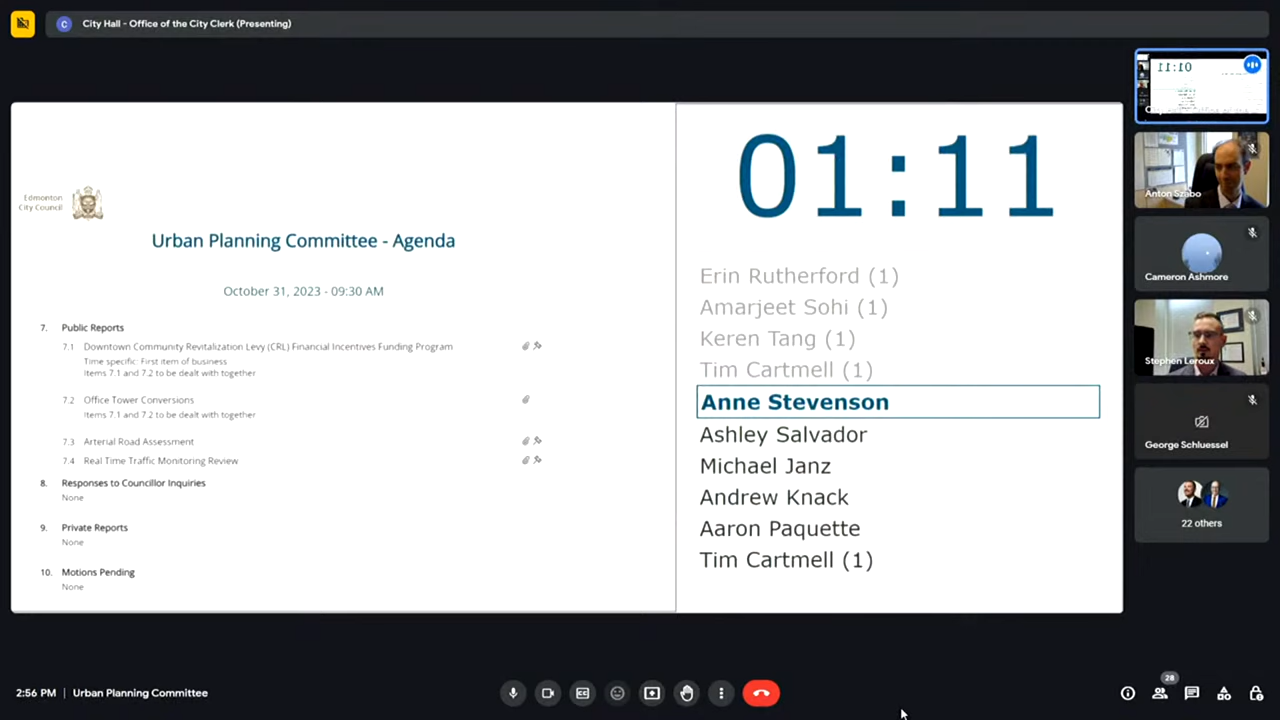 City Hall - Office of the City Clerk (Presenting)
C
Edmonton
City Council
Urban Planning Committee - Agenda
October 31, 2023 - 09:30 AM
7. Public Reports
7.1 Downtown Community Revitalization Levy (CRL) Financial Incentives Funding Program
Time specific: First item of business
Items 7.1 and 7.2 to be dealt with together
7.2 Office Tower Conversions
Items 7.1 and 7.2 to be dealt with together
7.3 Arterial Road Assessment
7.4 Real Time Traffic Monitoring Review
8. Responses to Councillor Inquiries
None
9. Private Reports
None
10. Motions Pending
None
01:11
Erin Rutherford (1)
Amarjeet Sohi (1)
Keren Tang (1)
Tim Cartmell (1)
Anne Stevenson
Ashley Salvador
Michael Janz
Andrew Knack
Aaron Paquette
Tim Cartmell (1)
Anton Szabo
Cameron Ashmore
Stephen Leroux
George Schluessel
22 others
2:56 PM | Urban Planning Committee
28